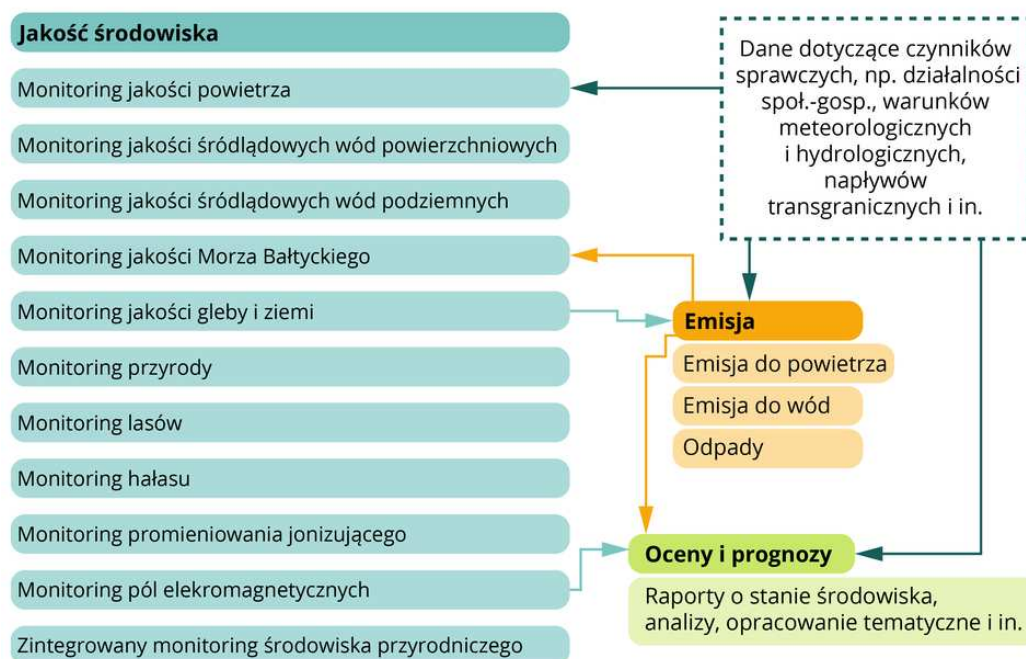 Jakość środowiska
Monitoring jakości powietrza
Monitoring jakości śródlądowych wód powierzchniowych
Monitoring jakości śródlądowych wód podziemnych
Monitoring jakości Morza Bałtyckiego
Monitoring jakości gleby i ziemi
Monitoring przyrody
Monitoring lasów
Monitoring hałasu
Monitoring promieniowania jonizującego
Monitoring pól elekromagnetycznych
Zintegrowany monitoring środowiska przyrodniczego
Dane dotyczące czynników
sprawczych, np. działalności
społ.-gosp., warunków
meteorologicznych
i hydrologicznych,
napływów
transgranicznych i in.
Emisja
Emisja do powietrza
Emisja do wód
Odpady
Oceny i prognozy
Raporty o stanie środowiska,
analizy, opracowanie tematyczne i in.